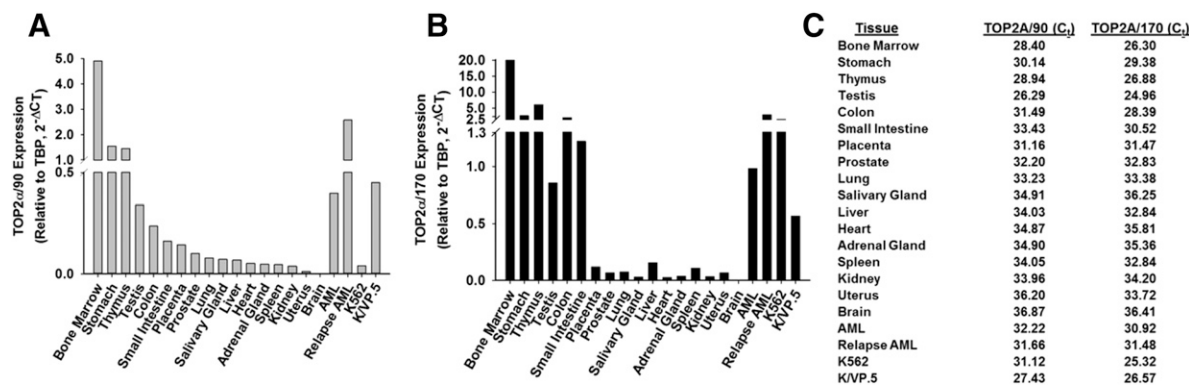 A
TOP2α/90 Expression
(Relative to TBP, 2-ΔCT)
5.0
4.0
3.0
2.0
1.0
0.5
0.0
Bone Marrow
Stomach
Thymus
Testis
Colon
Small Intestine
Placenta
Prostate
Lung
Salivary Gland
Liver
Heart
Adrenal Gland
Spleen
Kidney
Uterus
Brain
AML
Relapse AML
K562
K/VP.5
B
TOP2α/170 Expression
(Relative to TBP, 2-ΔCT)
20.0
15.0
10.0
5.0
2.5
1.3
1.0
0.5
0.0
Bone Marrow
Stomach
Thymus
Testis
Colon
Small Intestine
Placenta
Prostate
Lung
Salivary Gland
Liver
Heart
Adrenal Gland
Spleen
Kidney
Uterus
Brain
AML
Relapse AML
K562
K/VP.5
C
Tissue TOP2A/90 (Ct) TOP2A/170 (Ct)
Bone Marrow 28.40 26.30
Stomach 30.14 29.38
Thymus 28.94 26.88
Testis 26.29 24.96
Colon 31.49 28.39
Small Intestine 33.43 30.52
Placenta 31.16 31.47
Prostate 32.20 32.83
Lung 33.23 33.38
Salivary Gland 34.91 36.25
Liver 34.03 32.84
Heart 34.87 35.81
Adrenal Gland 34.90 35.36
Spleen 34.05 32.84
Kidney 33.96 34.20
Uterus 36.20 33.72
Brain 36.87 36.41
AML 32.22 30.92
Relapse AML 31.66 31.48
K562 31.12 25.32
K/VP.5 27.43 26.57